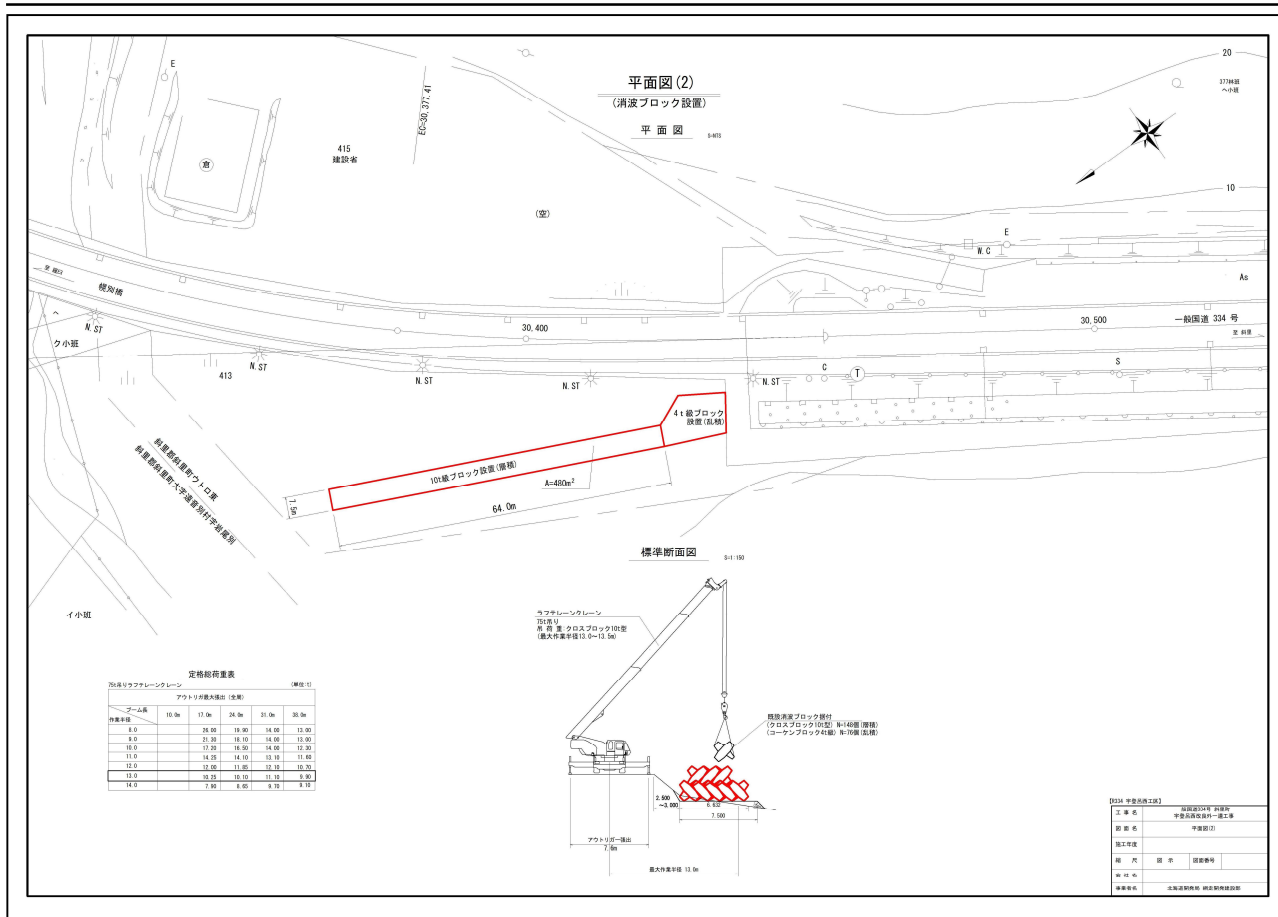 平面図(2)
(消波ブロック設置)
平 面 図
S=NTS
20
377林班
へ小班
E
EC=30,377.41
415
建設省
倉
(空)
10
E
W.C
As
幌別橋
N.ST
ク小班
30,400
30,500
一般国道 334 号
至 斜里
413
N.ST
N.ST
N.ST
N.ST
C
T
S
4t級ブロック
設置(乱積)
10t級ブロック設置(層積)
A=480m²
7.5m
64.0m
斜里郡斜里町ウトロ東
斜里郡斜里町大字遠音別村字岩尾別
イ小班
標準断面図
S=1:150
ラフテレーンクレーン
75t吊り
吊 荷 重:クロスブロック10t型
(最大作業半径13.0~13.5m)
既設消波ブロック据付
(クロスブロック10t型) N=148個(層積)
(コーケンブロック4t級) N=76個(乱積)
2.500
~3.000
6.632
7.500
アウトリガー張出
7.6m
最大作業半径 13.0m
定格総荷重表
75t吊りラフテレーンクレーン (単位:t)
アウトリガ最大張出 (全周)
ブーム長
作業半径
10.0m 17.0m 24.0m 31.0m 38.0m
8.0 26.00 19.90 14.00 13.00
9.0 21.30 18.10 14.00 13.00
10.0 17.20 16.50 14.00 12.30
11.0 14.25 14.10 13.10 11.60
12.0 12.00 11.85 12.10 10.70
13.0 10.25 10.10 11.10 9.90
14.0 7.90 8.65 9.70 9.10
【R334 宇登呂西工区】
工 事 名 一般国道334号 斜里町
宇登呂西改良外一連工事
図 面 名 平面図(2)
施工年度
縮 尺 図 示 図面番号
会 社 名
事業者名 北海道開発局 網走開発建設部